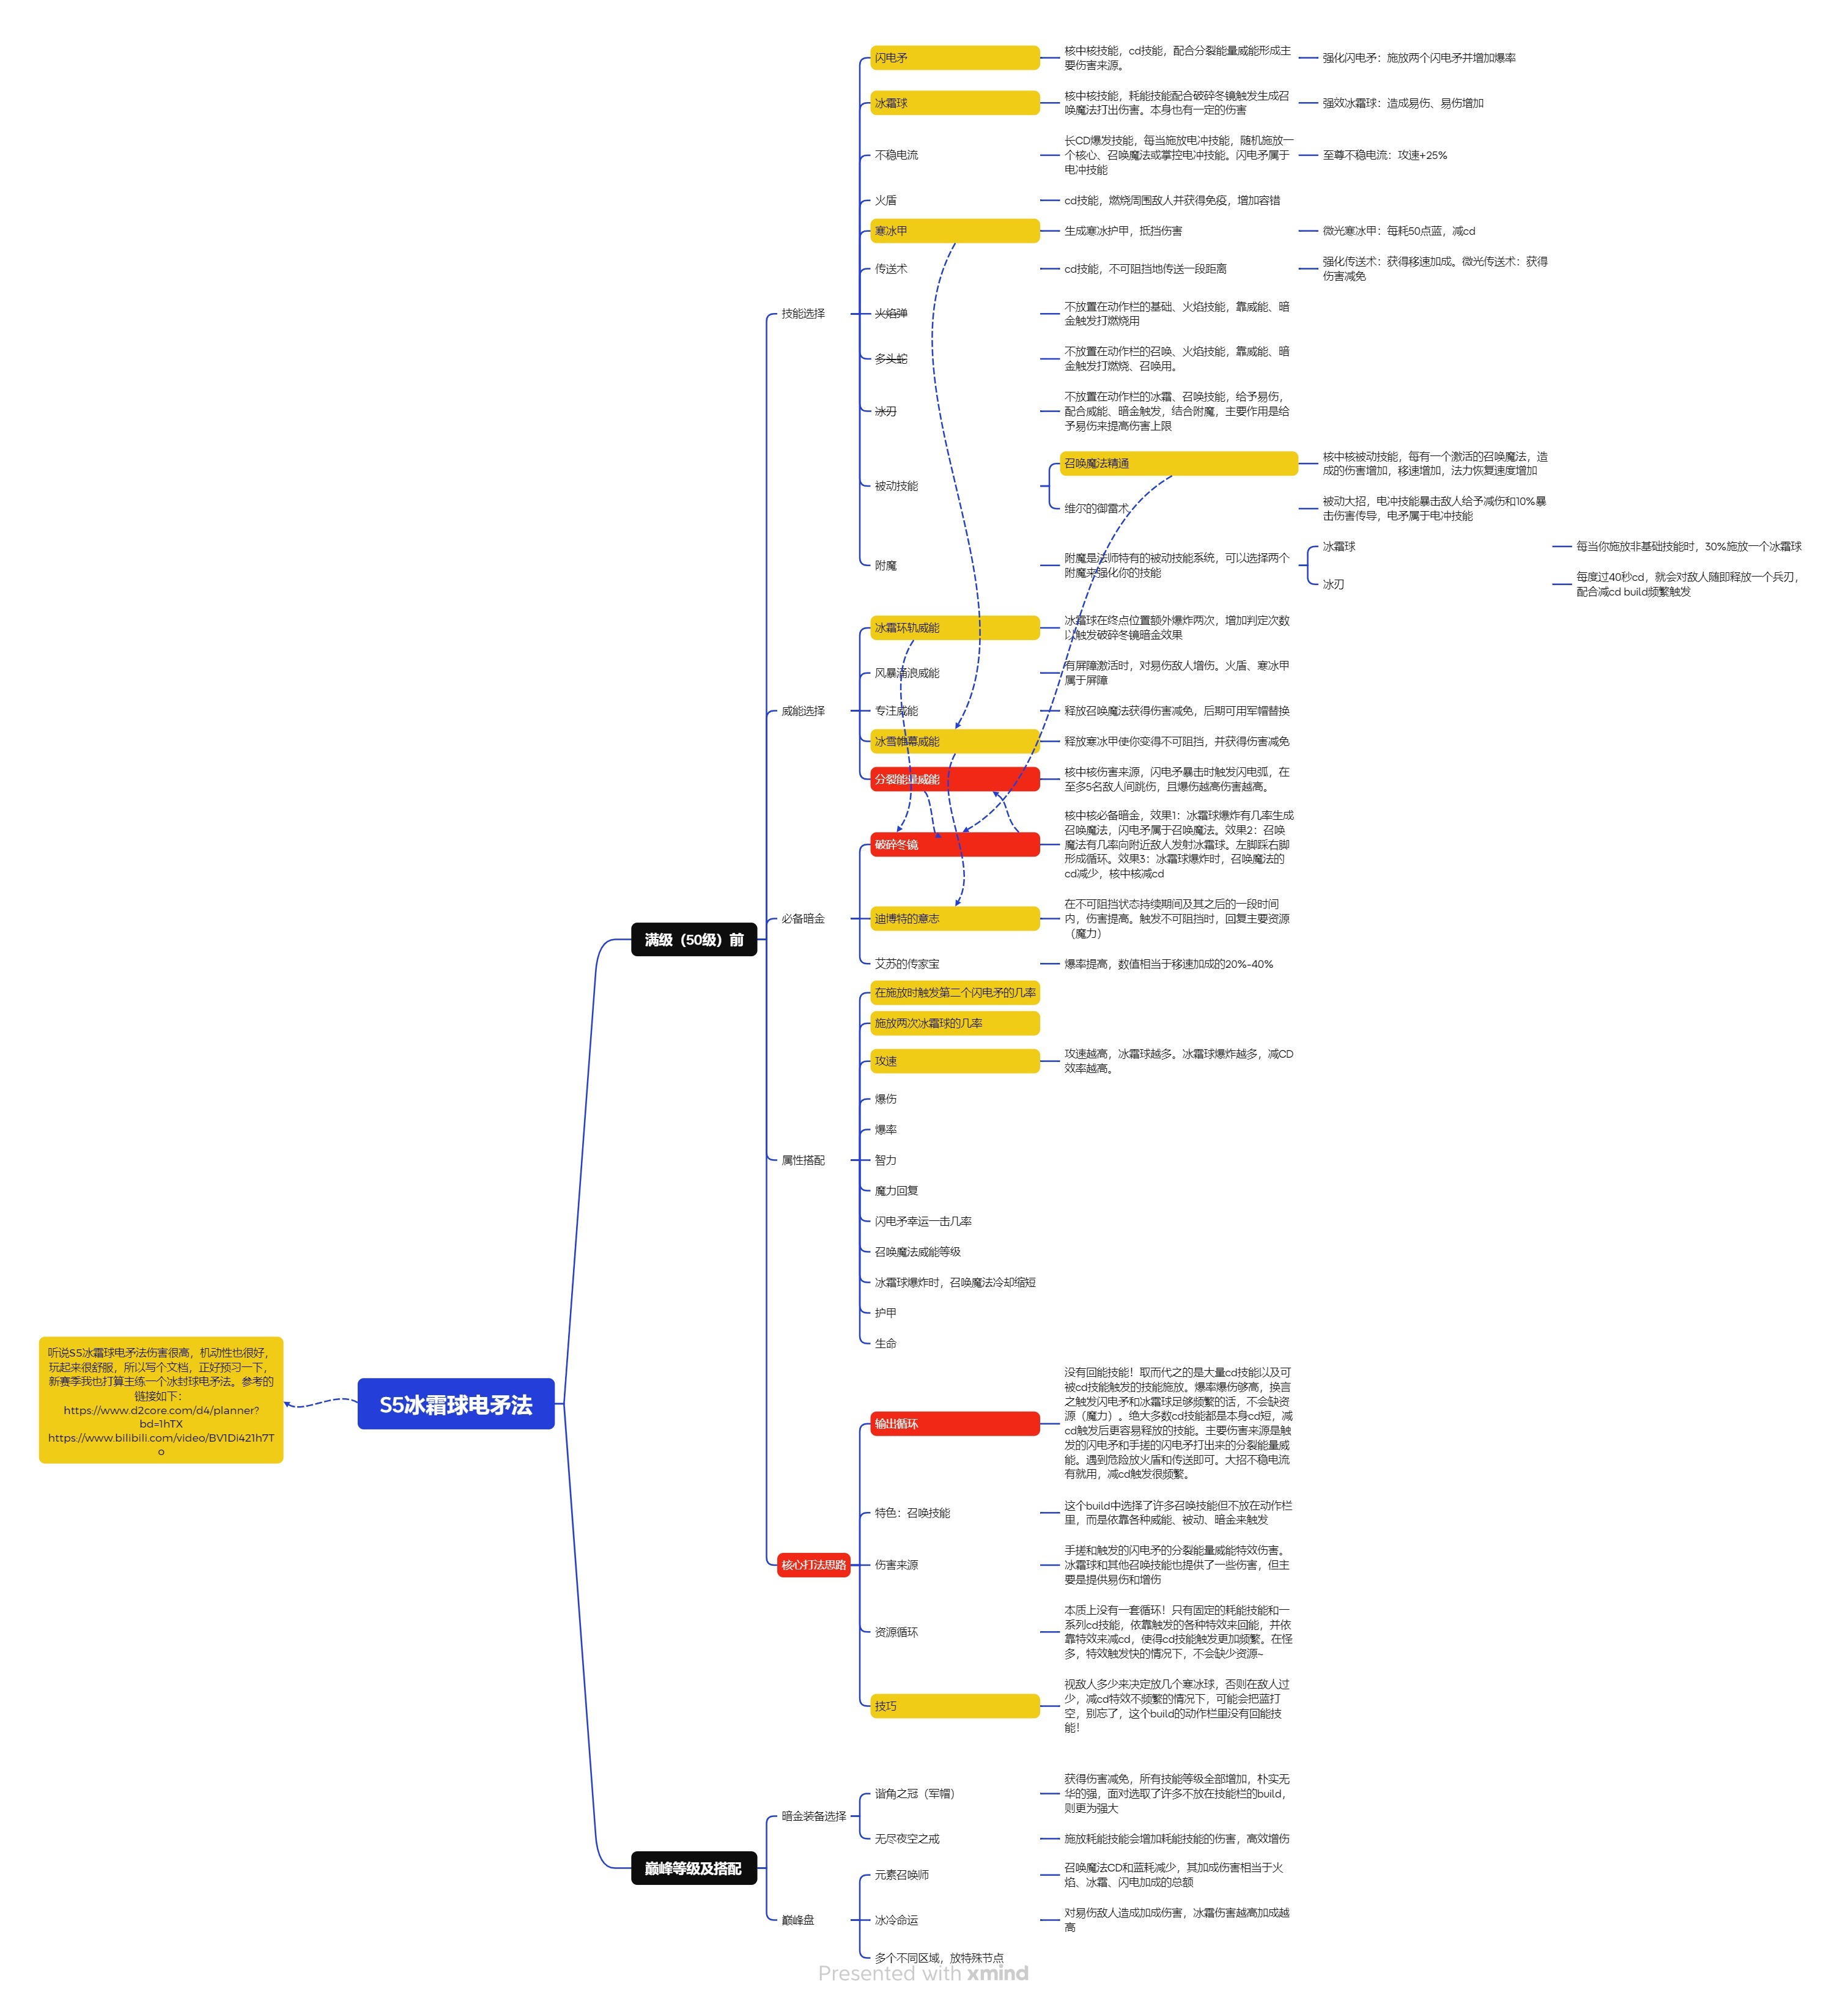 闪电矛
核中核技能，cd技能，配合分裂能量威能形成主
要伤害来源。
强化闪电矛：施放两个闪电矛并增加爆率
冰霜球
核中核技能，耗能技能配合破碎冬镜触发生成召
唤魔法打出伤害。本身也有一定的伤害
强效冰霜球：造成易伤、易伤增加
不稳电流
长CD爆发技能，每当施放电冲技能，随机施放一
个核心、召唤魔法或掌控电冲技能。闪电矛属于
电冲技能
至尊不稳电流：攻速+25%
火盾
cd技能，燃烧周围敌人并获得免疫，增加容错
寒冰甲
生成寒冰护甲，抵挡伤害
微光寒冰甲：每耗50点蓝，减cd
传送术
cd技能，不可阻挡地传送一段距离
强化传送术：获得移速加成。微光传送术：获得
伤害减免
技能选择
火焰弹
不放置在动作栏的基础、火焰技能，靠威能、暗
金触发打燃烧用
多头蛇
不放置在动作栏的召唤、火焰技能，靠威能、暗
金触发打燃烧、召唤用。
冰刃
不放置在动作栏的冰霜、召唤技能，给予易伤，
配合威能、暗金触发，结合附魔，主要作用是给
予易伤来提高伤害上限
被动技能
召唤魔法精通
核中核被动技能，每有一个激活的召唤魔法，造
成的伤害增加，移速增加，法力恢复速度增加
维尔的御雷术
被动大招，电冲技能暴击敌人给予减伤和10%暴
击伤害传导，电矛属于电冲技能
附魔
附魔是法师特有的被动技能系统，可以选择两个
附魔来强化你的技能
冰霜球
每当你施放非基础技能时，30%施放一个冰霜球
冰刃
每度过40秒cd，就会对敌人随即释放一个兵刃，
配合减cd build频繁触发
冰霜环轨威能
冰霜球在终点位置额外爆炸两次，增加判定次数
以触发破碎冬镜暗金效果
风暴涌浪威能
有屏障激活时，对易伤敌人增伤。火盾、寒冰甲
属于屏障
威能选择
专注威能
释放召唤魔法获得伤害减免，后期可用军帽替换
冰雪帷幕威能
释放寒冰甲使你变得不可阻挡，并获得伤害减免
分裂能量威能
核中核伤害来源，闪电矛暴击时触发闪电弧，在
至多5名敌人间跳伤，且爆伤越高伤害越高。
破碎冬镜
核中核必备暗金，效果1：冰霜球爆炸有几率生成
召唤魔法，闪电矛属于召唤魔法。效果2：召唤
魔法有几率向附近敌人发射冰霜球。左脚踩右脚
形成循环。效果3：冰霜球爆炸时，召唤魔法的
cd减少，核中核减cd
必备暗金
迪博特的意志
在不可阻挡状态持续期间及其之后的一段时间
内，伤害提高。触发不可阻挡时，回复主要资源
（魔力）
艾苏的传家宝
爆率提高，数值相当于移速加成的20%-40%
满级（50级）前
在施放时触发第二个闪电矛的几率
施放两次冰霜球的几率
攻速
攻速越高，冰霜球越多。冰霜球爆炸越多，减CD
效率越高。
爆伤
爆率
属性搭配
智力
魔力回复
闪电矛幸运一击几率
召唤魔法威能等级
冰霜球爆炸时，召唤魔法冷却缩短
护甲
生命
听说S5冰霜球电矛法伤害很高，机动性也很好，
玩起来很舒服，所以写个文档，正好预习一下，
新赛季我也打算主练一个冰封球电矛法。参考的
链接如下：
https://www.d2core.com/d4/planner?
bd=1hTX
https://www.bilibili.com/video/BV1Di421h7T
o
S5冰霜球电矛法
输出循环
没有回能技能！取而代之的是大量cd技能以及可
被cd技能触发的技能施放。爆率爆伤够高，换言
之触发闪电矛和冰霜球足够频繁的话，不会缺资
源（魔力）。绝大多数cd技能都是本身cd短，减
cd触发后更容易释放的技能。主要伤害来源是触
发的闪电矛和手搓的闪电矛打出来的分裂能量威
能。遇到危险放火盾和传送即可。大招不稳电流
有就用，减cd触发很频繁。
特色：召唤技能
这个build中选择了许多召唤技能但不放在动作栏
里，而是依靠各种威能、被动、暗金来触发
核心打法思路
伤害来源
手搓和触发的闪电矛的分裂能量威能特效伤害。
冰霜球和其他召唤技能也提供了一些伤害，但主
要是提供易伤和增伤
资源循环
本质上没有一套循环！只有固定的耗能技能和一
系列cd技能，依靠触发的各种特效来回能，并依
靠特效来减cd，使得cd技能触发更加频繁。在怪
多，特效触发快的情况下，不会缺少资源~
技巧
视敌人多少来决定放几个寒冰球，否则在敌人过
少，减cd特效不频繁的情况下，可能会把蓝打
空，别忘了，这个build的动作栏里没有回能技
能！
暗金装备选择
谐角之冠（军帽）
获得伤害减免，所有技能等级全部增加，朴实无
华的强，面对选取了许多不放在技能栏的build，
则更为强大
无尽夜空之戒
施放耗能技能会增加耗能技能的伤害，高效增伤
巅峰等级及搭配
元素召唤师
召唤魔法CD和蓝耗减少，其加成伤害相当于火
焰、冰霜、闪电加成的总额
巅峰盘
冰冷命运
对易伤敌人造成加成伤害，冰霜伤害越高加成越
高
多个不同区域，放特殊节点
Presented with xmind